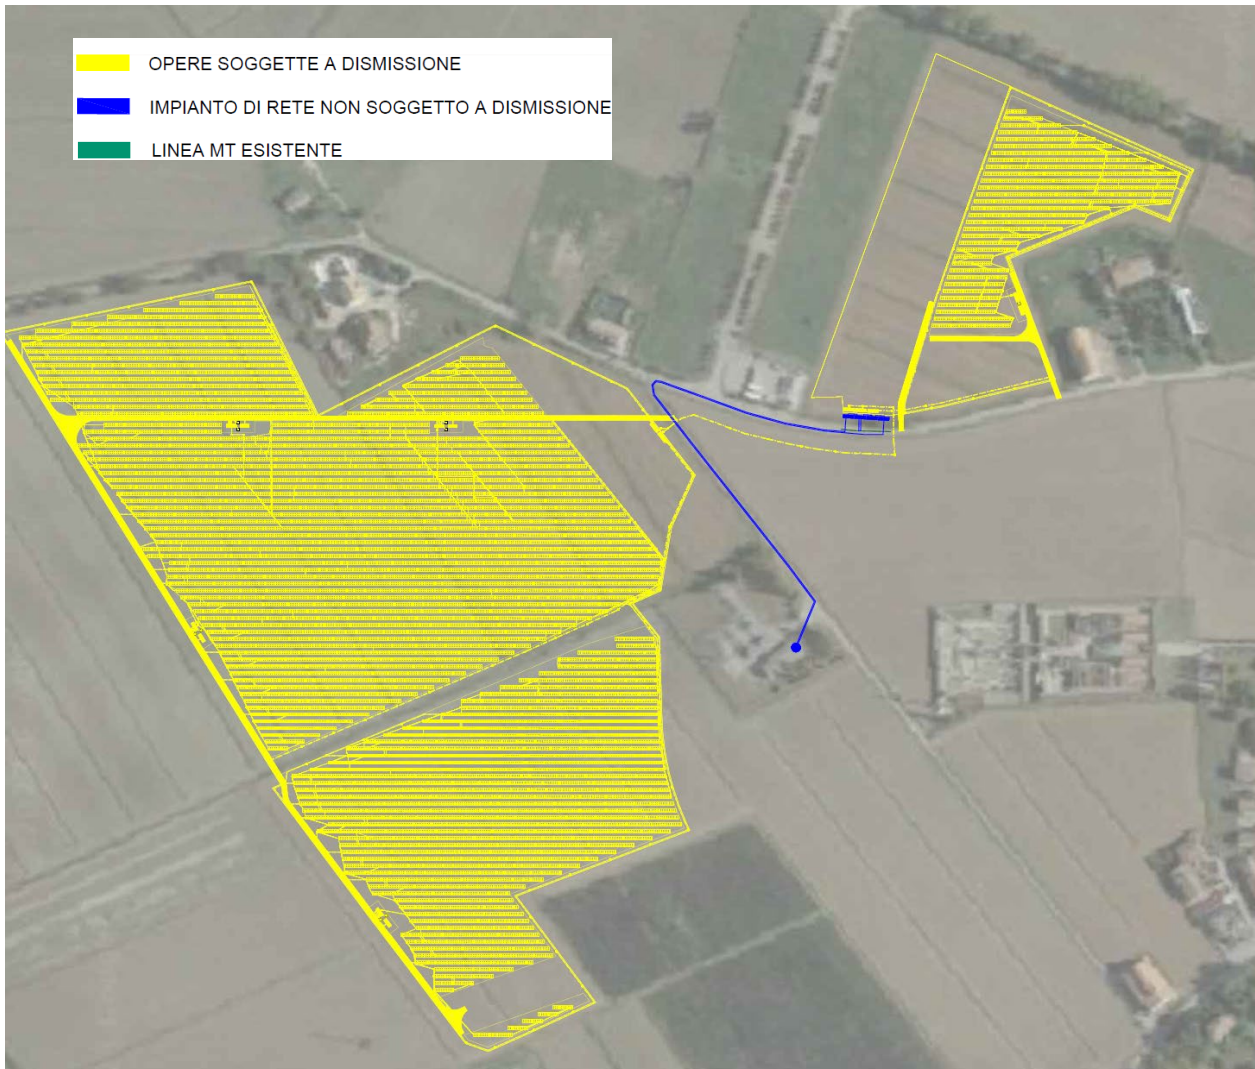 OPERE SOGGETTE A DISMISSIONE
IMPIANTO DI RETE NON SOGGETTO A DISMISSIONE
LINEA MT ESISTENTE